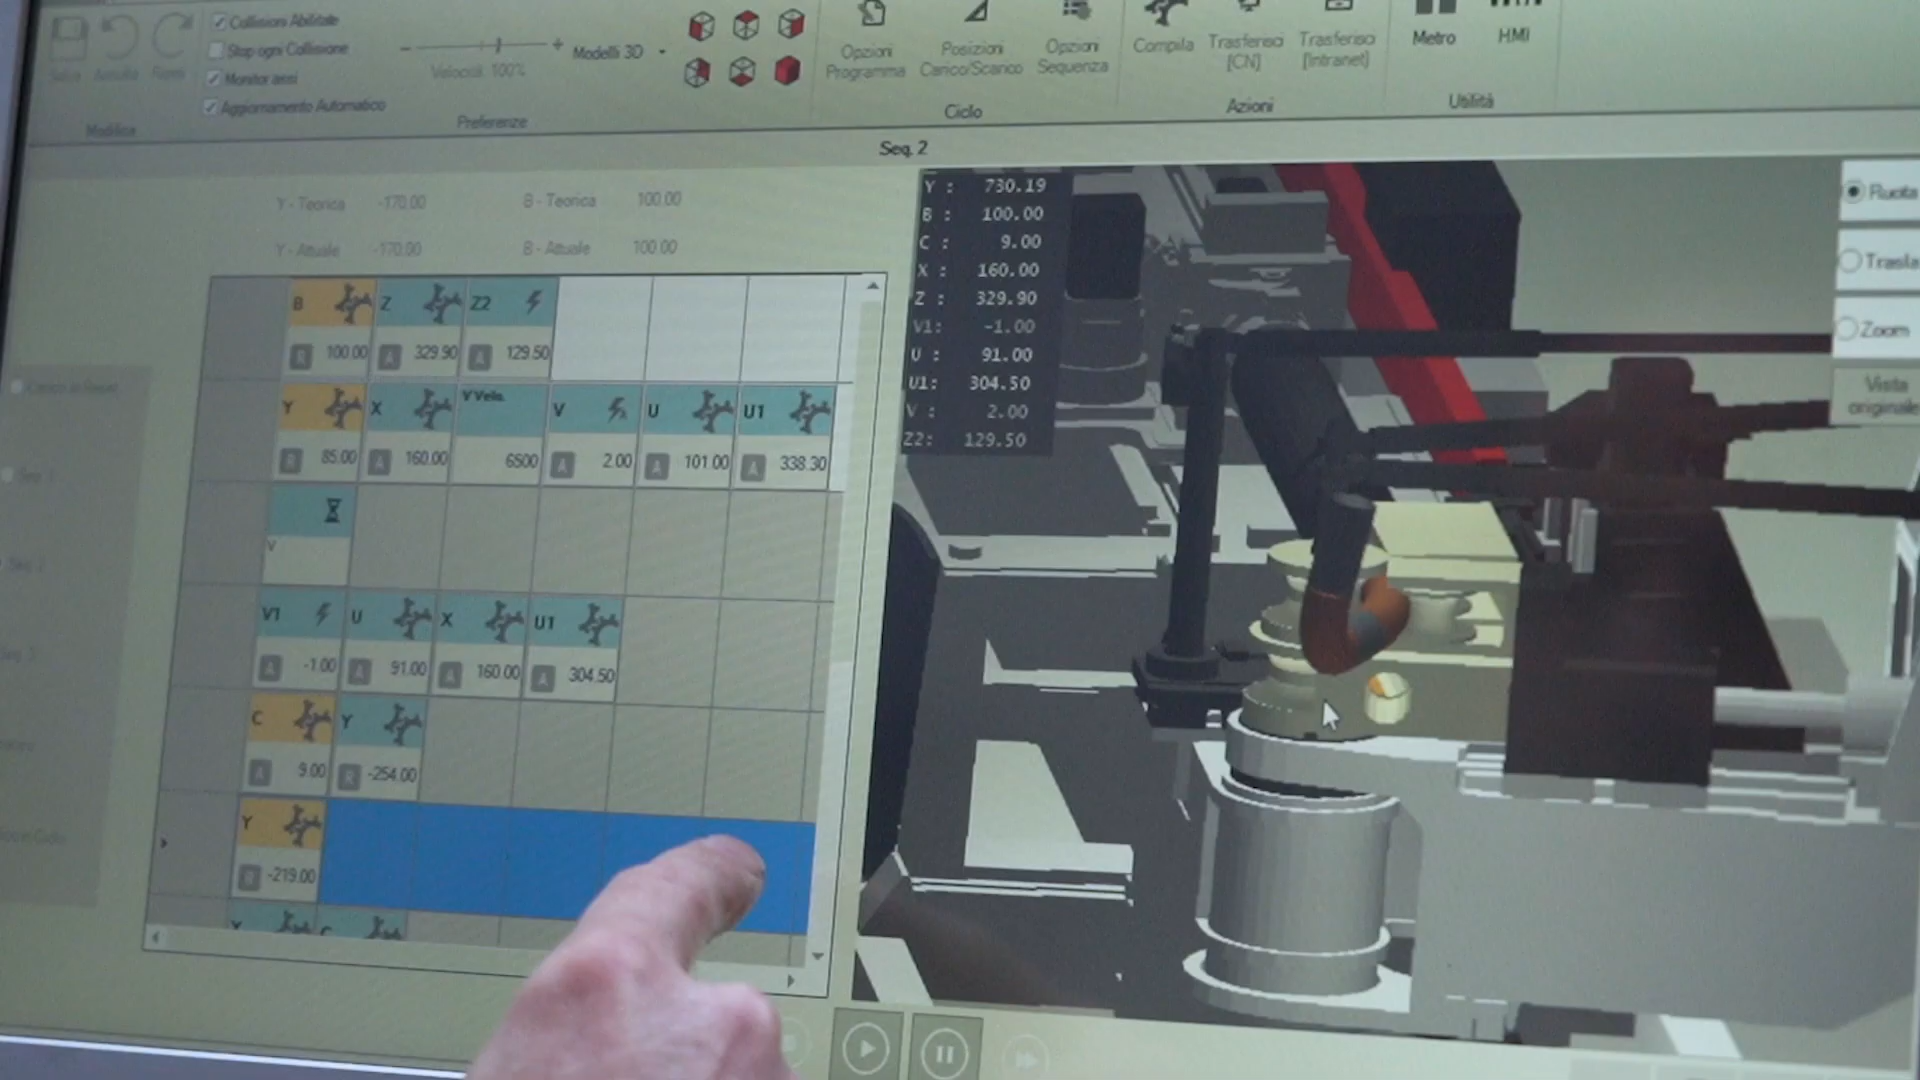 Salva Annulla Ripeti
Modifica
Collisioni Abilitate
Stop ogni Collisione
Monitor assi
Aggiornamento Automatico
Velocità: 100%
Modelli 3D
Preferenze
Opzioni Programma
Posizioni Carico/Scarico
Opzioni Sequenza
Ciclo
Compila
Trasferisci [CN]
Trasferisci [Intranet]
Azioni
Metro
HMI
Utilità
Seq. 2
Y - Teorica -170.00 B - Teorica 100.00
Y - Attuale -170.00 B - Attuale 100.00
B Z Z2
R 100.00 A 329.90 A 129.50
Y X V Velo. V U U1
R 85.00 A 160.00 6500 A 2.00 A 101.00 A 338.30
V
V1 U X U1
A -1.00 A 91.00 A 160.00 A 304.50
C Y
A 9.00 R -254.00
Y
R -219.00
Y : 730.19
B : 100.00
C : 9.00
X : 160.00
Z : 329.90
V1: -1.00
U : 91.00
U1: 304.50
V : 2.00
Z2: 129.50
Ruota
Trasla
Zoom
Vista
originale